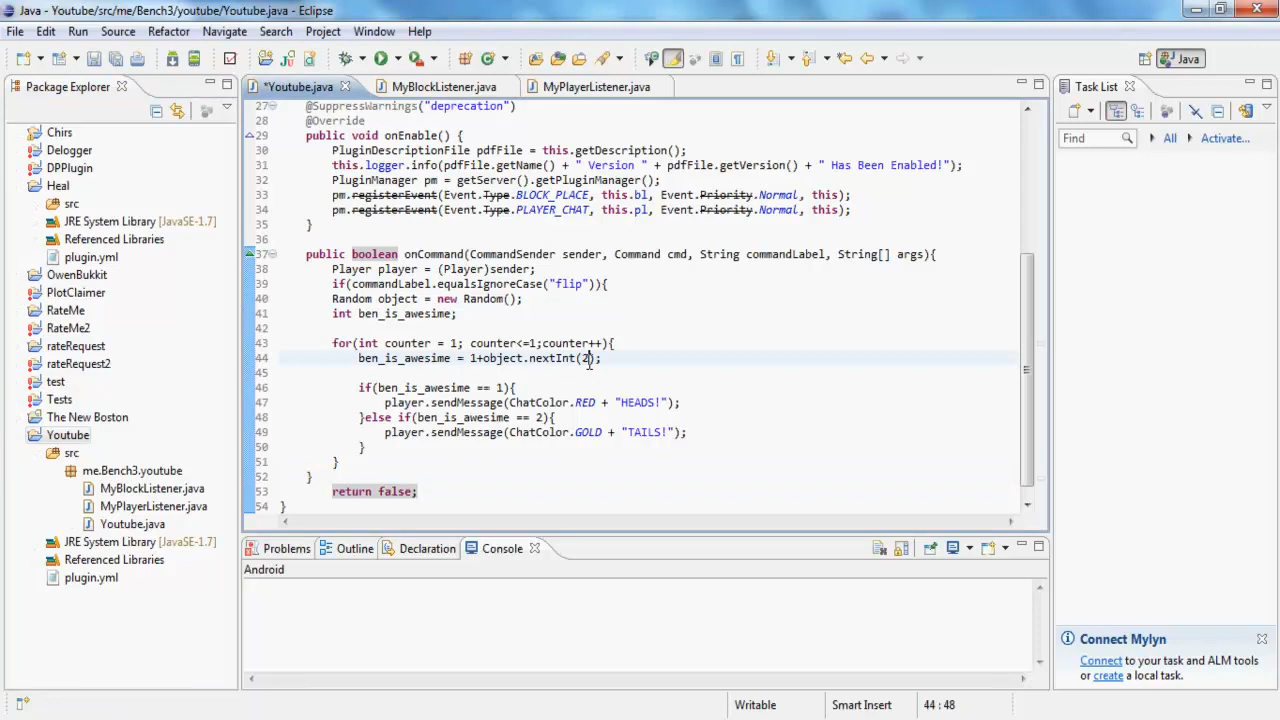 Java - Youtube/src/me/Bench3/youtube/Youtube.java - Eclipse
File Edit Run Source Refactor Navigate Search Project Window Help
Java
Package Explorer
Chirs
Delogger
DPPlugin
Heal
src
JRE System Library [JavaSE-1.7]
Referenced Libraries
plugin.yml
OwenBukkit
PlotClaimer
RateMe
RateMe2
rateRequest
rateRequest2
test
Tests
The New Boston
Youtube
src
me.Bench3.youtube
MyBlockListener.java
MyPlayerListener.java
Youtube.java
JRE System Library [JavaSE-1.7]
Referenced Libraries
plugin.yml
*Youtube.java MyBlockListener.java MyPlayerListener.java
27 @SuppressWarnings("deprecation")
28 @Override
29 public void onEnable() {
30 PluginDescriptionFile pdfFile = this.getDescription();
31 this.logger.info(pdfFile.getName() + " Version " + pdfFile.getVersion() + " Has Been Enabled!");
32 PluginManager pm = getServer().getPluginManager();
33 pm.registerEvent(Event.Type.BLOCK_PLACE, this.bl, Event.Priority.Normal, this);
34 pm.registerEvent(Event.Type.PLAYER_CHAT, this.pl, Event.Priority.Normal, this);
35 }
36
37 public boolean onCommand(CommandSender sender, Command cmd, String commandLabel, String[] args){
38 Player player = (Player)sender;
39 if(commandLabel.equalsIgnoreCase("flip")){
40 Random object = new Random();
41 int ben_is_awesime;
42
43 for(int counter = 1; counter<=1;counter++){
44 ben_is_awesime = 1+object.nextInt(2);
45
46 if(ben_is_awesime == 1){
47 player.sendMessage(ChatColor.RED + "HEADS!");
48 }else if(ben_is_awesime == 2){
49 player.sendMessage(ChatColor.GOLD + "TAILS!");
50 }
51 }
52 }
53 return false;
54 }
Problems Outline Declaration Console
Android
Task List
Find All Activate...
Connect Mylyn
Connect to your task and ALM tools
or create a local task.
Writable Smart Insert 44 : 48